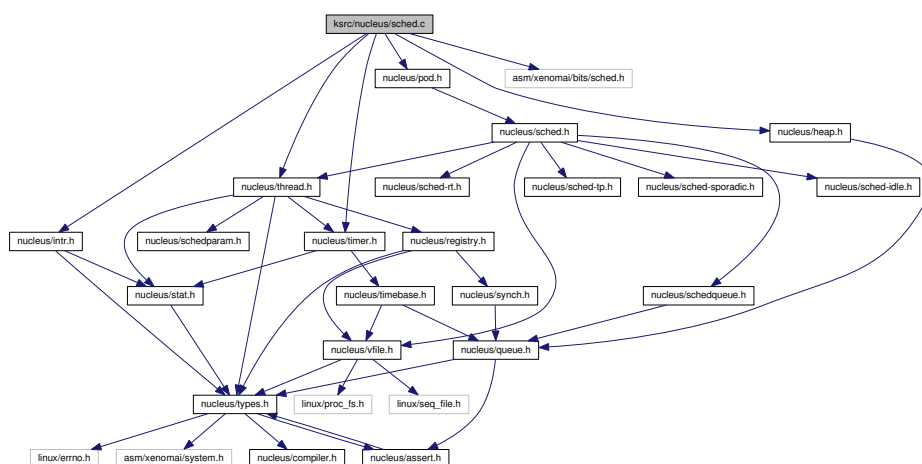 ksrc/nucleus/sched.c
nucleus/pod.h
asm/xenomai/bits/sched.h
nucleus/sched.h
nucleus/heap.h
nucleus/thread.h
nucleus/sched-rt.h
nucleus/sched-tp.h
nucleus/sched-sporadic.h
nucleus/sched-idle.h
nucleus/intr.h
nucleus/schedparam.h
nucleus/timer.h
nucleus/registry.h
nucleus/stat.h
nucleus/timebase.h
nucleus/synch.h
nucleus/schedqueue.h
nucleus/vfile.h
nucleus/queue.h
nucleus/types.h
linux/proc_fs.h
linux/seq_file.h
linux/errno.h
asm/xenomai/system.h
nucleus/compiler.h
nucleus/assert.h